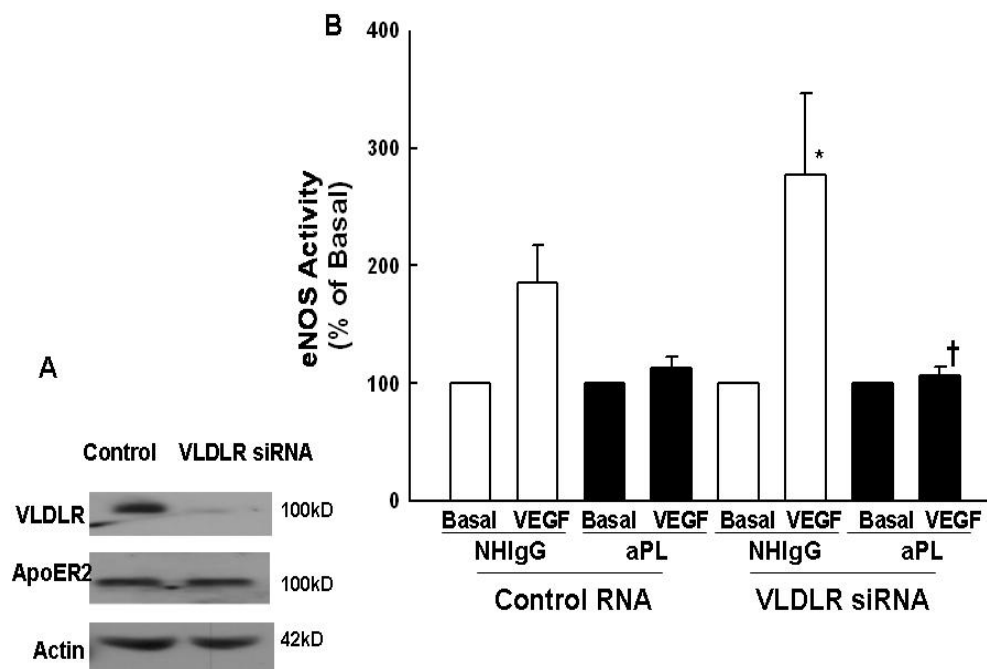 A
Control VLDLR siRNA
VLDLR 100kD
ApoER2 100kD
Actin 42kD
B
eNOS Activity
(% of Basal)
400
300
200
100
0
*
†
Basal VEGF Basal VEGF Basal VEGF Basal VEGF
NHIgG aPL NHIgG aPL
Control RNA VLDLR siRNA